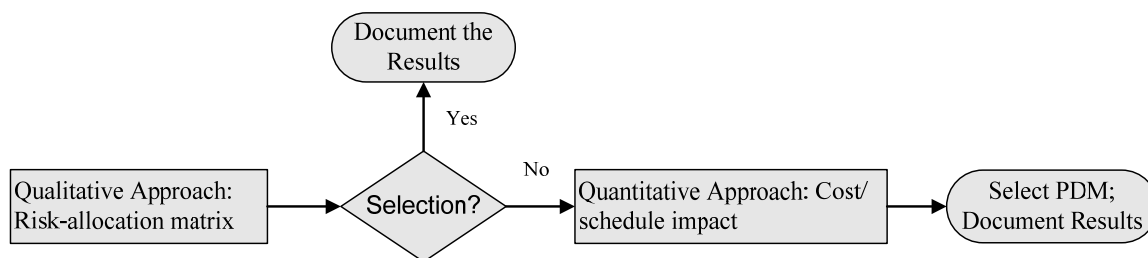 Document the
Results
Yes
Qualitative Approach:
Risk-allocation matrix
Selection?
No
Quantitative Approach: Cost/
schedule impact
Select PDM;
Document Results